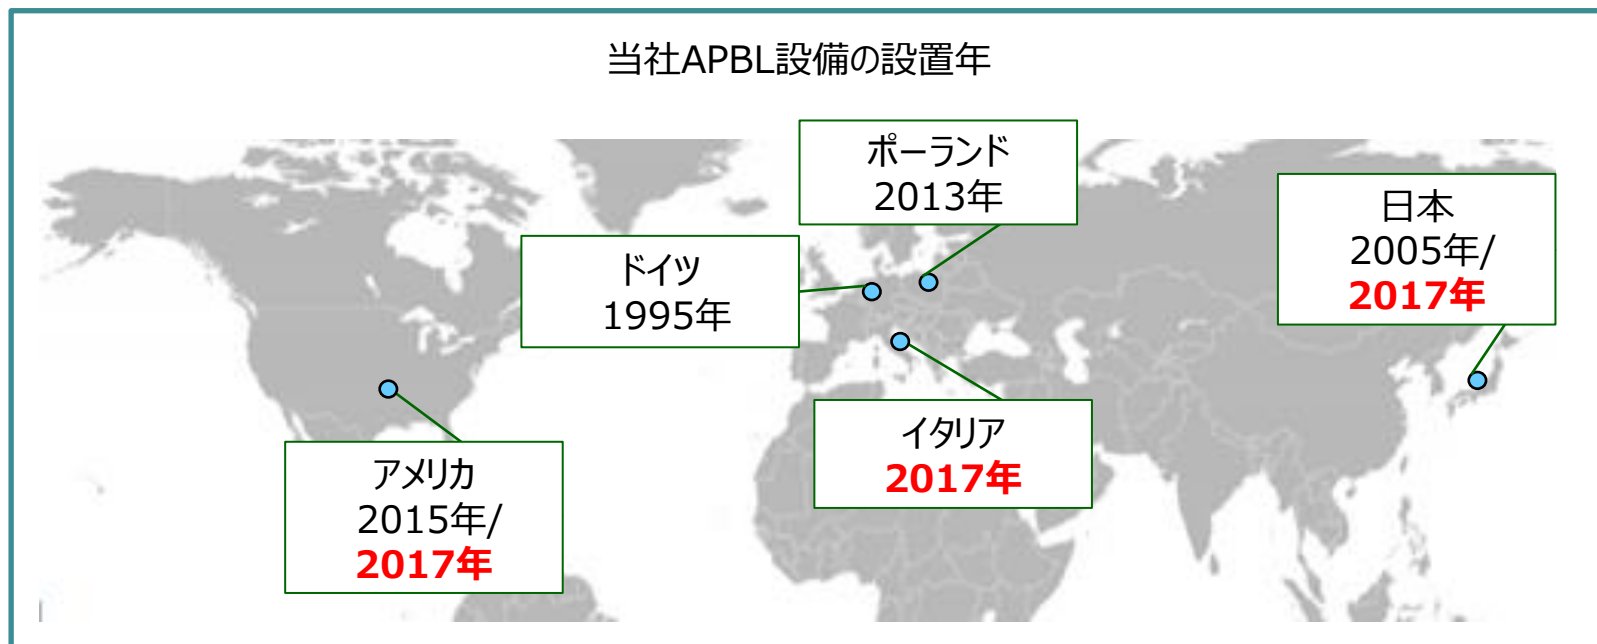 当社APBL設備の設置年
ポーランド
2013年
日本
2005年/
2017年
ドイツ
1995年
イタリア
2017年
アメリカ
2015年/
2017年